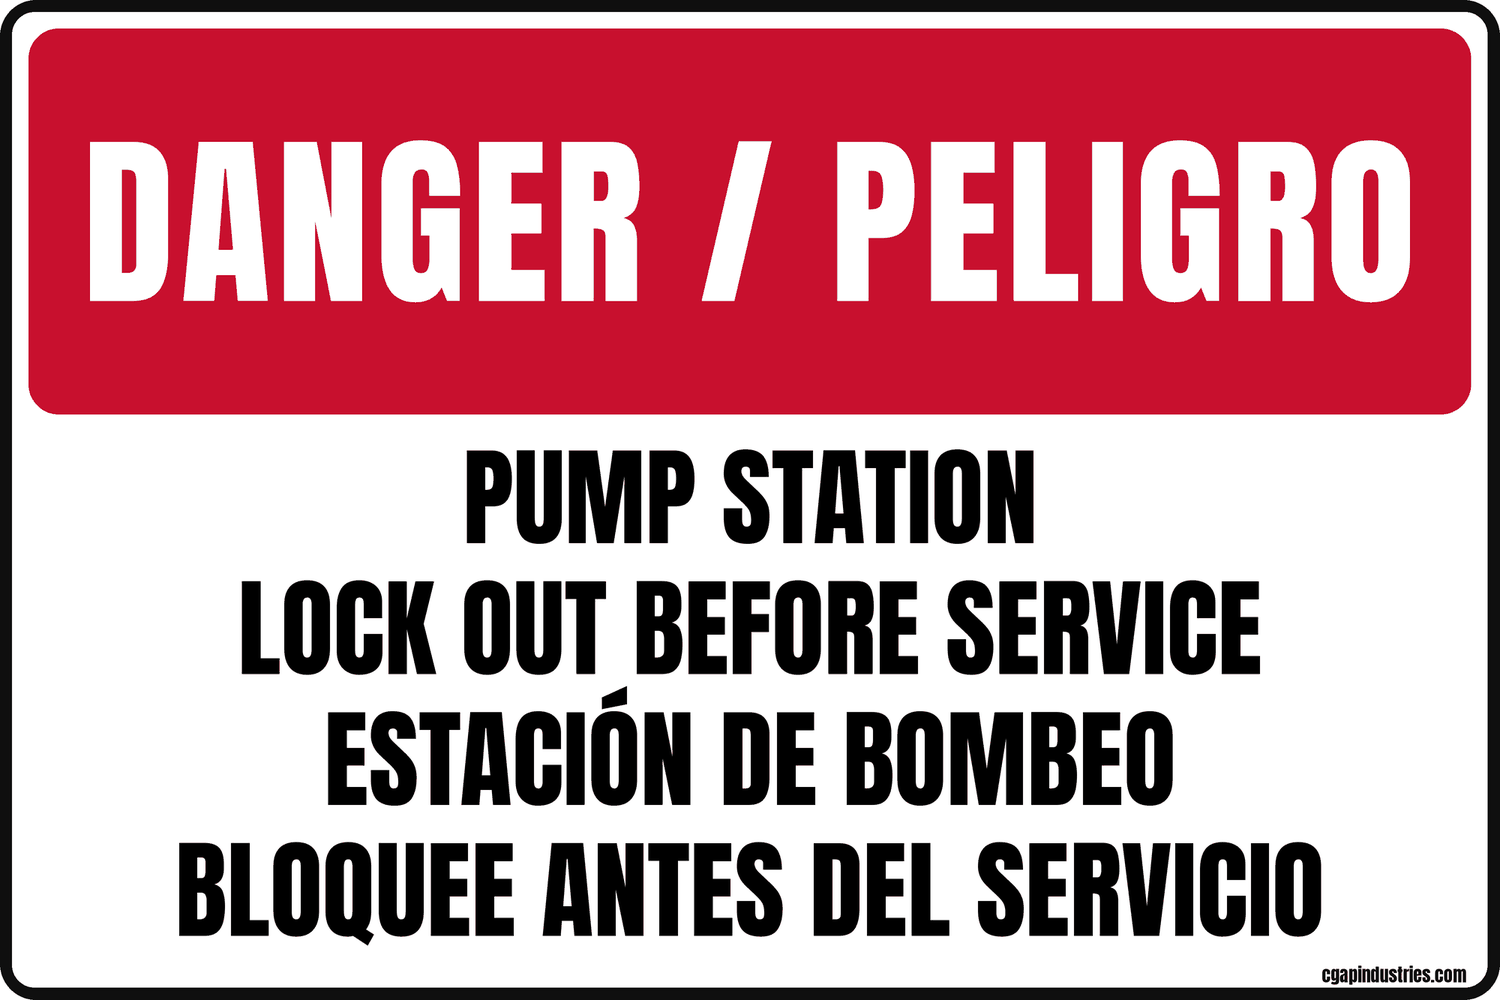 DANGER / PELIGRO
PUMP STATION
LOCK OUT BEFORE SERVICE
ESTACIÓN DE BOMBEO
BLOQUEE ANTES DEL SERVICIO
cgapindustries.com